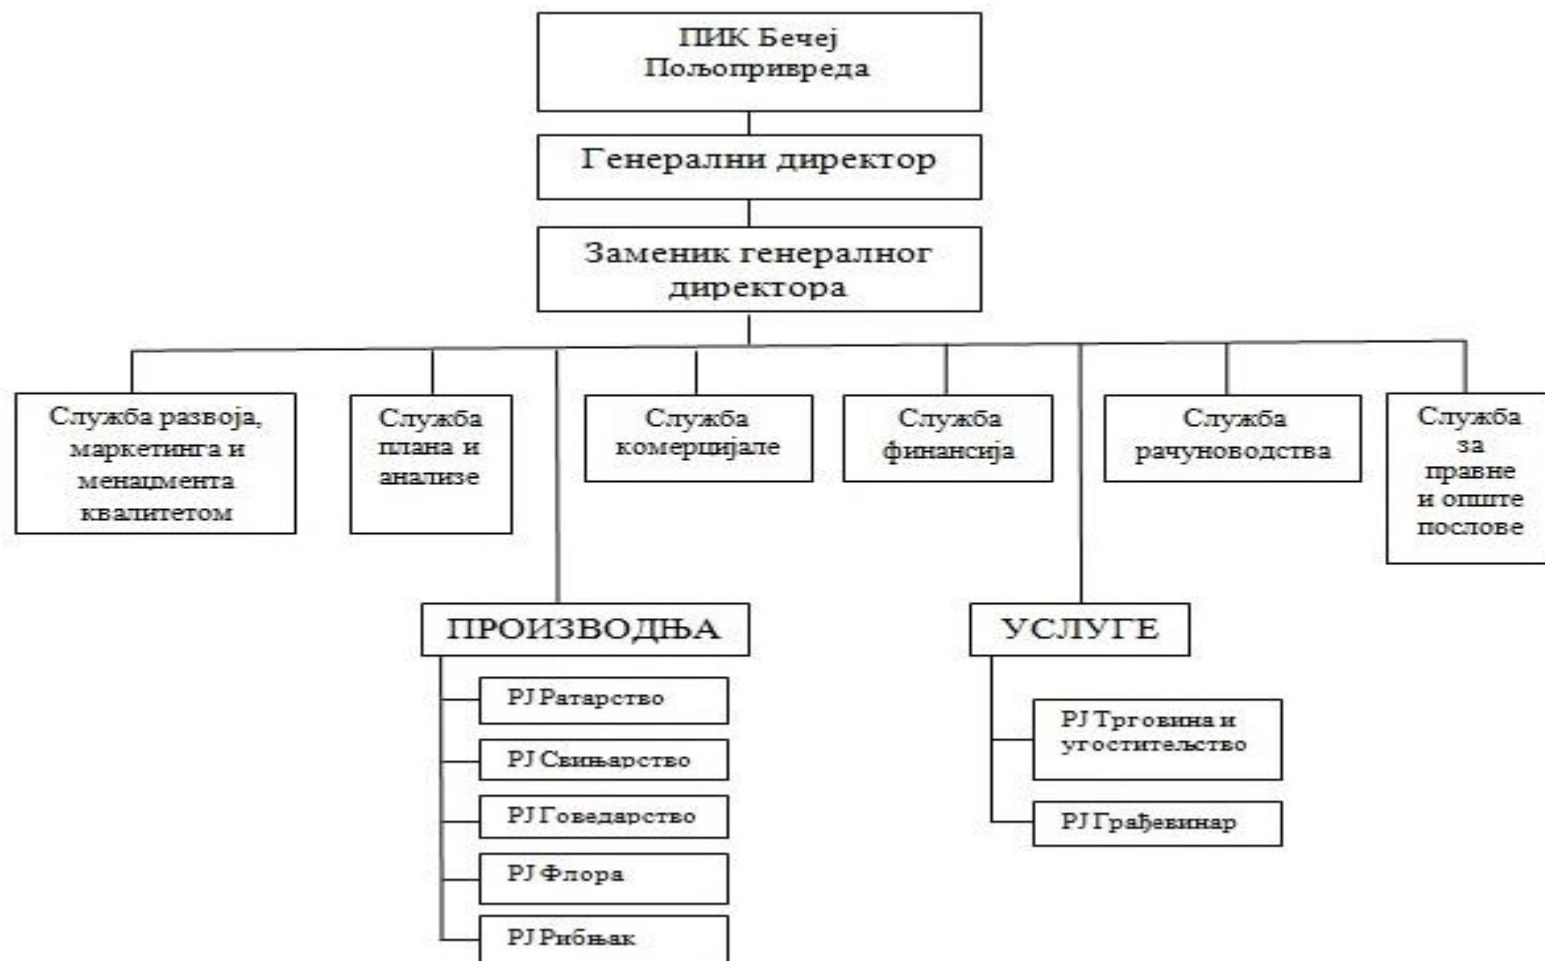 ПИК Бечеј
Пољопривреда
Генерални директор
Заменик генералног
директора
Служба развоја,
маркетинга и
менаџмента
квалитетом
Служба
плана и
анализе
Служба
комерцијале
Служба
финансија
Служба
рачуноводства
Служба
за
правне
и опште
послове
ПРОИЗВОДЊА
РЈ Ратарство
РЈ Свињарство
РЈ Говедарство
РЈ Флора
РЈ Рибњак
УСЛУГЕ
РЈ Трговина и
угоститељство
РЈ Грађевинар